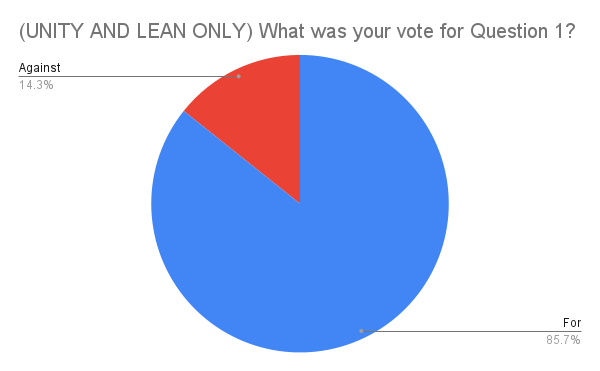 (UNITY AND LEAN ONLY) What was your vote for Question 1?
Against
14.3%
For
85.7%